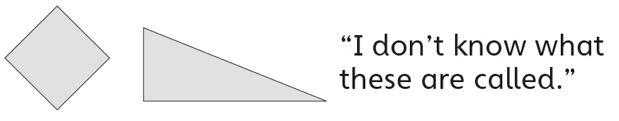 “I don’t know what
these are called.”